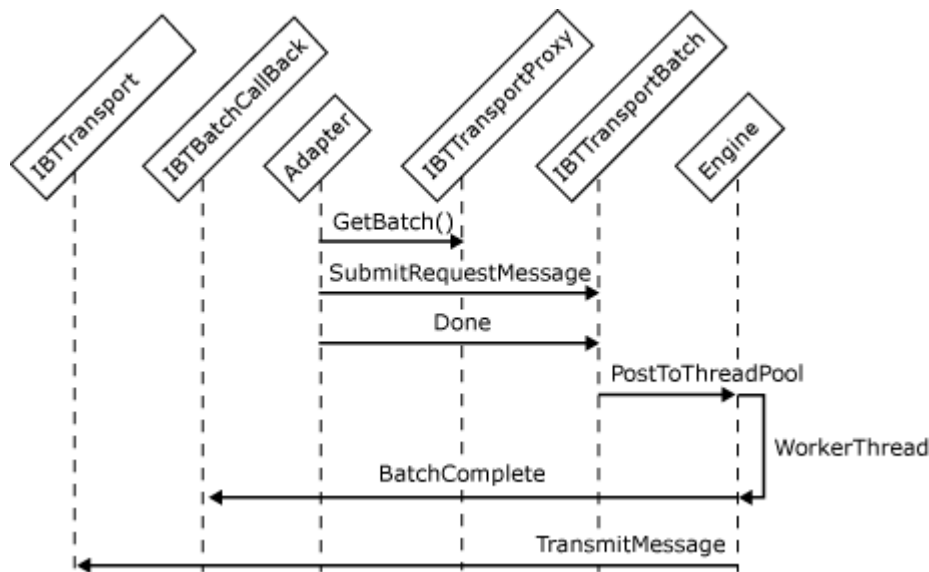 IBTTransport
IBTBatchCallBack
Adapter
IBTTransportProxy
IBTTransportBatch
Engine
GetBatch()
SubmitRequestMessage
Done
PostToThreadPool
WorkerThread
BatchComplete
TransmitMessage